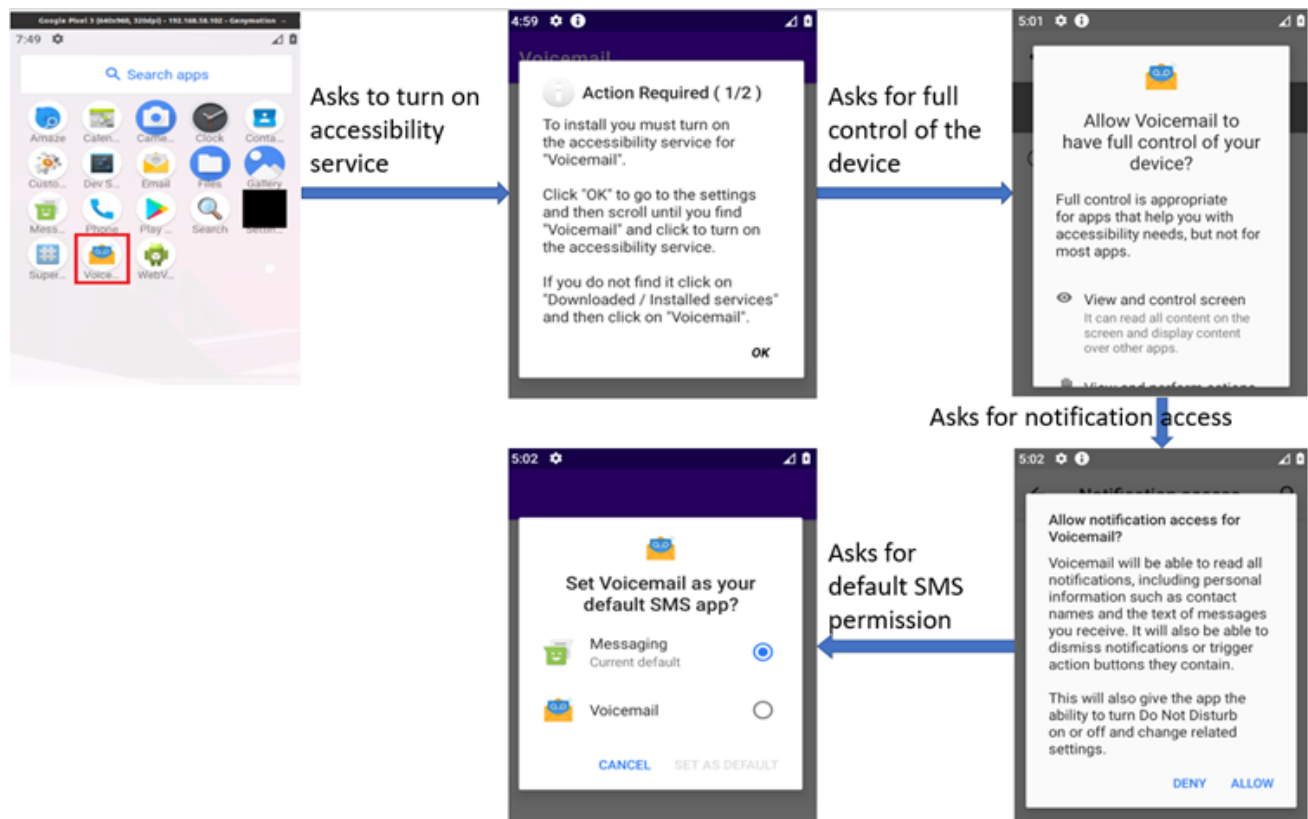 Google Pixel 3 (640x960, 320dpi) - 192.168.58.102 - Genymotion
7:49
Search apps
Amaze Calen... Came... Clock Conta...
Custo... Dev S... Email Files Gallery
Mess... Phone Play ... Search Settin...
Super... Voice... WebV...
Asks to turn on
accessibility
service
4:59
Voicemail
Action Required ( 1/2 )
To install you must turn on
the accessibility service for
"Voicemail".
Click "OK" to go to the settings
and then scroll until you find
"Voicemail" and click to turn on
the accessibility service.
If you do not find it click on
"Downloaded / Installed services"
and then click on "Voicemail".
OK
Asks for full
control of the
device
5:01
Allow Voicemail to
have full control of your
device?
Full control is appropriate
for apps that help you with
accessibility needs, but not for
most apps.
View and control screen
It can read all content on the
screen and display content
over other apps.
View and perform actions
Asks for notification access
5:02
Notification access
Allow notification access for
Voicemail?
Voicemail will be able to read all
notifications, including personal
information such as contact
names and the text of messages
you receive. It will also be able to
dismiss notifications or trigger
action buttons they contain.
This will also give the app the
ability to turn Do Not Disturb
on or off and change related
settings.
DENY ALLOW
Asks for
default SMS
permission
5:02
Set Voicemail as your
default SMS app?
Messaging
Current default
Voicemail
CANCEL SET AS DEFAULT